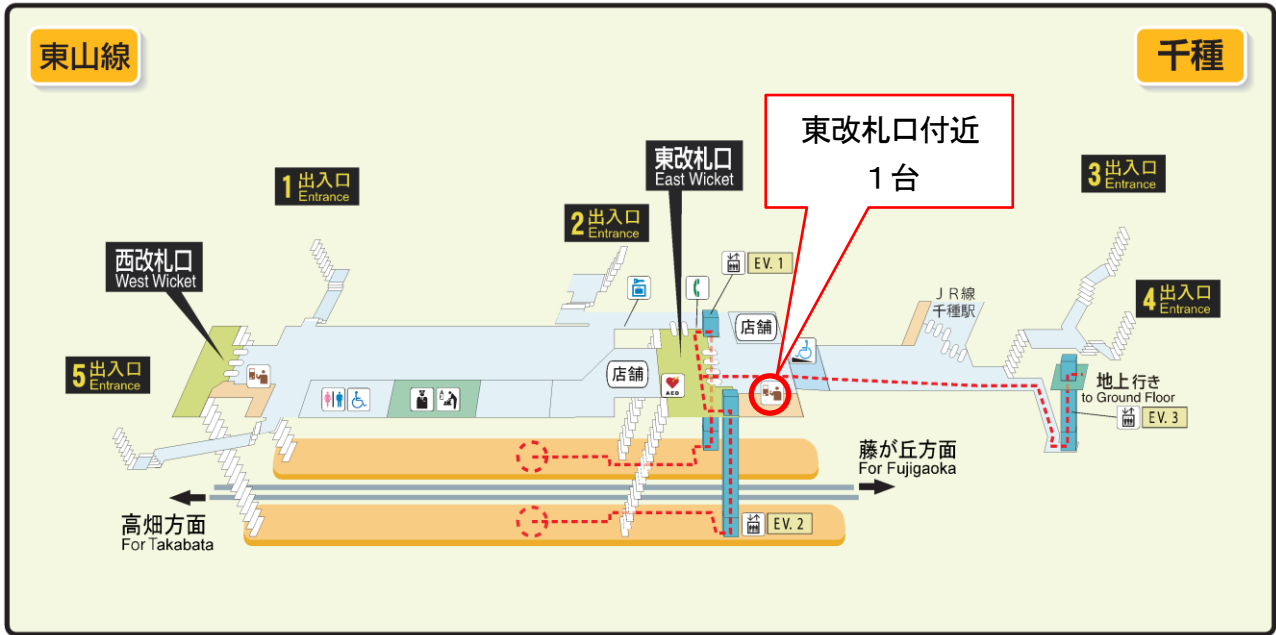 東山線
千種
東改札口付近
１台
東改札口
East Wicket
3 出入口
Entrance
1 出入口
Entrance
2 出入口
Entrance
西改札口
West Wicket
EV. 1
4 出入口
Entrance
ＪＲ線
千種駅
店舗
5 出入口
Entrance
店舗
AED
地上行き
to Ground Floor
EV. 3
藤が丘方面
For Fujigaoka
高畑方面
For Takabata
EV. 2